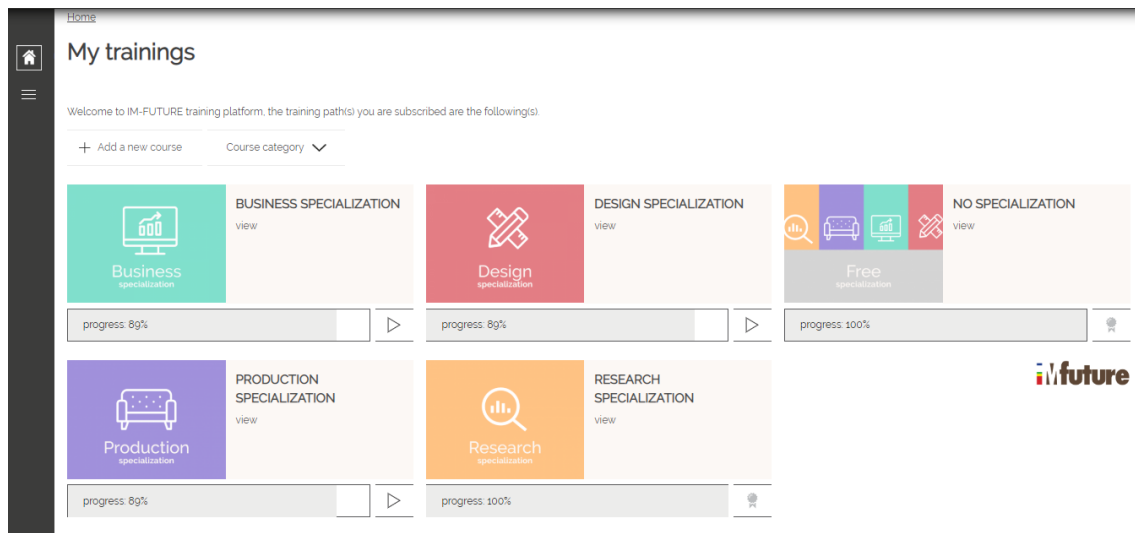 Home
My trainings
Welcome to IM-FUTURE training platform, the training path(s) you are subscribed are the following(s).
+ Add a new course
Course category
Business
specialization
BUSINESS SPECIALIZATION
view
progress: 89%
Design
specialization
DESIGN SPECIALIZATION
view
progress: 89%
Free
specialization
NO SPECIALIZATION
view
progress: 100%
Production
specialization
PRODUCTION
SPECIALIZATION
view
progress: 89%
Research
specialization
RESEARCH
SPECIALIZATION
view
progress: 100%
iMfuture